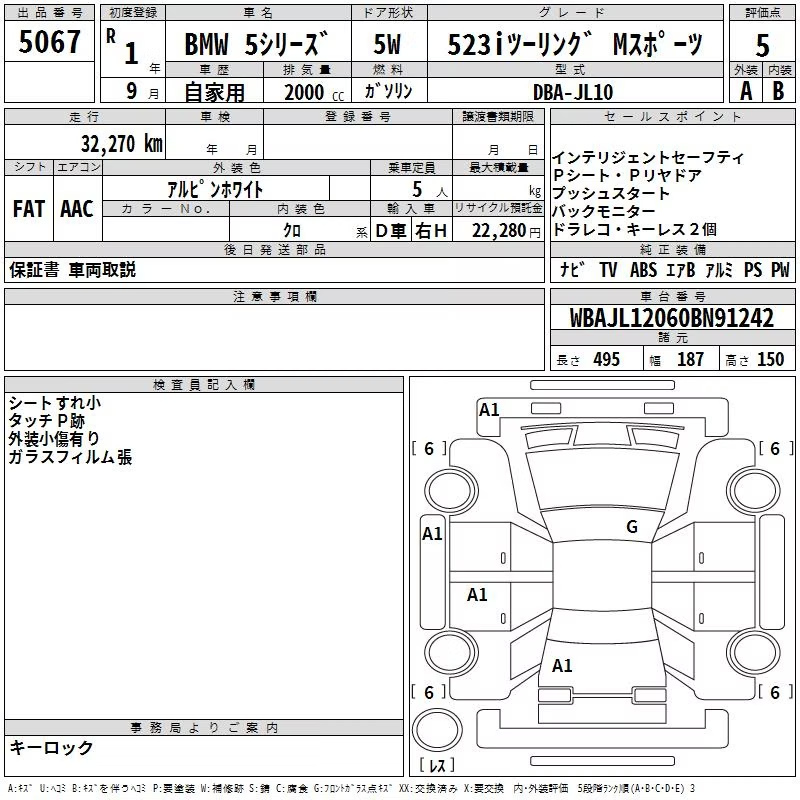 出品番号 初度登録 車名 ドア形状 グレード 評価点
5067 R 1 年 BMW 5シリーズ 5W 523iツーリング Mスポーツ 5
車歴 排気量 燃料 型式 外装 内装
9 月 自家用 2000 CC ガソリン DBA-JL10 A B
走行 車検 登録番号 譲渡書類期限 セールスポイント
32,270 km 年 月 月 日
シフト エアコン 外装色 乗車定員 最大積載量
FAT AAC アルピンホワイト 5 人 kg
カラーNo. 内装色 輸入車 リサイクル預託金
クロ 系 D車 右H 22,280円
インテリジェントセーフティ
Pシート・Pリヤドア
プッシュスタート
バックモニター
ドラレコ・キーレス2個
後日発送部品 純正装備
保証書 車両取説 ナビ TV ABS エアB アルミ PS PW
注意事項欄 車台番号
WBAJL12060BN91242
諸元
長さ 495 幅 187 高さ 150
検査員記入欄
シートすれ小
タッチP跡
外装小傷有り
ガラスフィルム張
A1
[ 6 ] [ 6 ]
G
A1
A1
A1
[ 6 ] [ 6 ]
[ レス ]
事務局よりご案内
キーロック
A:キズ U:ヘコミ B:キズを伴うヘコミ P:要塗装 W:補修跡 S:錆 C:腐食 G:フロントガラス点キズ XX:交換済み X:要交換 内・外装評価 5段階ランク順(A・B・C・D・E) 3